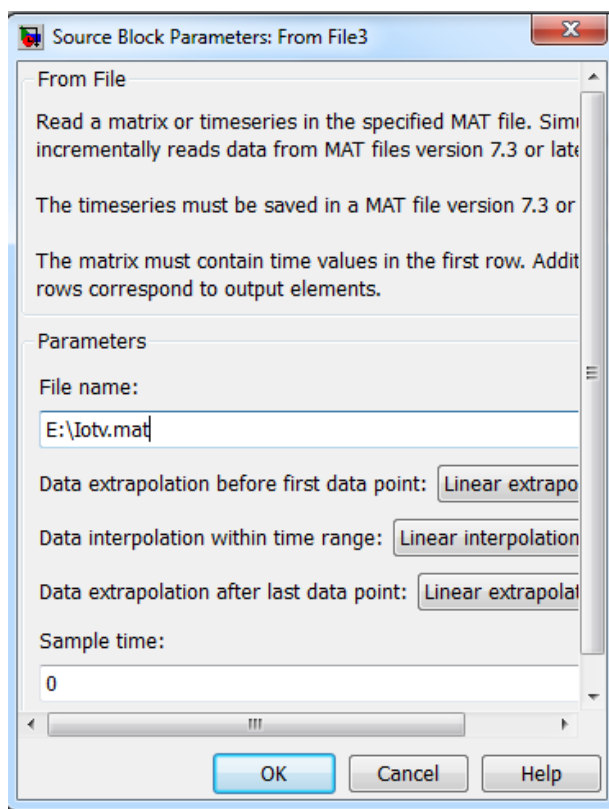 Source Block Parameters: From File3
From File
Read a matrix or timeseries in the specified MAT file. Simu
incrementally reads data from MAT files version 7.3 or late
The timeseries must be saved in a MAT file version 7.3 or
The matrix must contain time values in the first row. Addit
rows correspond to output elements.
Parameters
File name:
E:\Iotv.mat
Data extrapolation before first data point: Linear extrapo
Data interpolation within time range: Linear interpolation
Data extrapolation after last data point: Linear extrapolat
Sample time:
0
OK Cancel Help